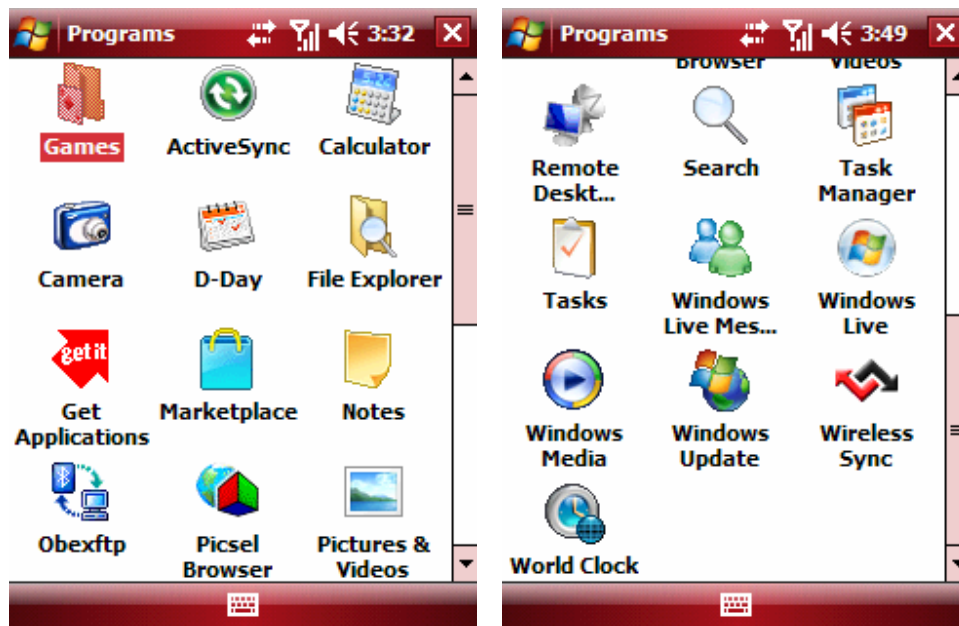 Programs 3:32
Games ActiveSync Calculator
Camera D-Day File Explorer
get it
Get Applications Marketplace Notes
Obexftp Picsel Browser Pictures & Videos
Programs 3:49
Browser Videos
Remote Deskt... Search Task Manager
Tasks Windows Live Mes... Windows Live
Windows Media Windows Update Wireless Sync
World Clock